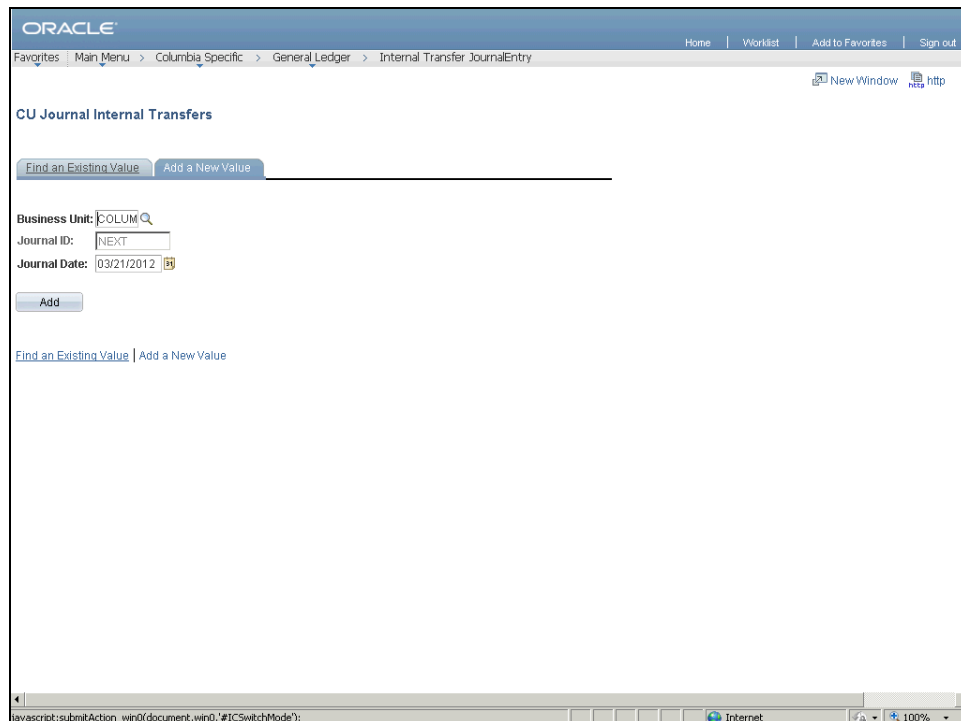 ORACLE
Home | Worklist | Add to Favorites | Sign out
Favorites Main Menu > Columbia Specific > General Ledger > Internal Transfer JournalEntry
New Window http
CU Journal Internal Transfers
Find an Existing Value Add a New Value
Business Unit: COLUM
Journal ID: NEXT
Journal Date: 03/21/2012
Add
Find an Existing Value | Add a New Value
javascript:submitAction_win0(document.win0,'#ICSwitchMode');
Internet 100%